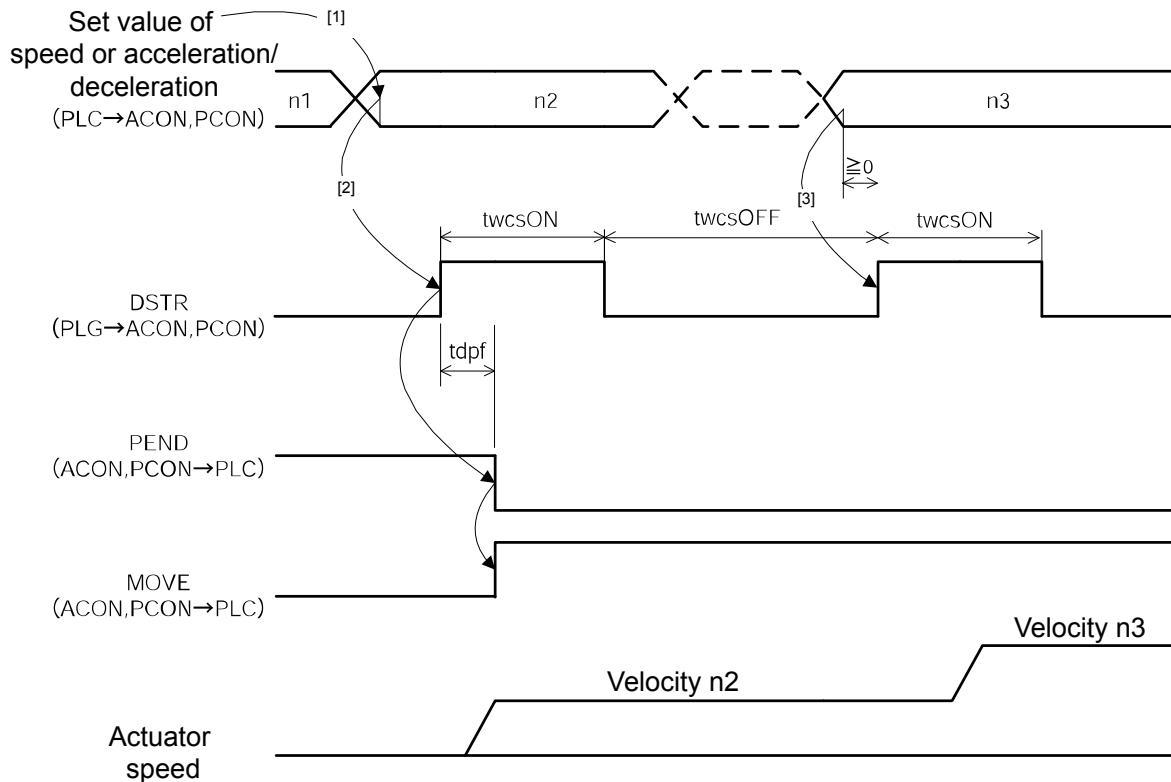 Set value of
speed or acceleration/
deceleration
(PLC→ACON,PCON)
[1]
n1
n2
n3
[2]
[3]
≧0
twcsON
twcsOFF
twcsON
DSTR
(PLG→ACON,PCON)
tdpf
PEND
(ACON,PCON→PLC)
MOVE
(ACON,PCON→PLC)
Velocity n3
Velocity n2
Actuator
speed